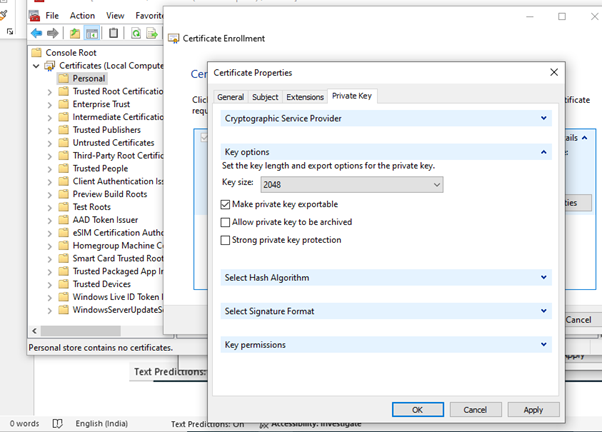 File Action View Favorites
Console Root
Certificates (Local Compute
Personal
Trusted Root Certification
Enterprise Trust
Intermediate Certification
Trusted Publishers
Untrusted Certificates
Third-Party Root Certific
Trusted People
Client Authentication Iss
Preview Build Roots
Test Roots
AAD Token Issuer
eSIM Certification Autho
Homegroup Machine C
Smart Card Trusted Root
Trusted Packaged App In
Trusted Devices
Windows Live ID Token I
WindowsServerUpdateSe
Personal store contains no certificates.
Certificate Enrollment
Cer
Clic
requ
rtificate
ails
Certificate Properties
General Subject Extensions Private Key
Cryptographic Service Provider
Key options
Set the key length and export options for the private key.
Key size: 2048
Make private key exportable
Allow private key to be archived
Strong private key protection
Select Hash Algorithm
Select Signature Format
Key permissions
OK Cancel Apply
ties
Cancel
Text Predictions:
0 words English (India) Text Predictions: On Accessibility: Investigate